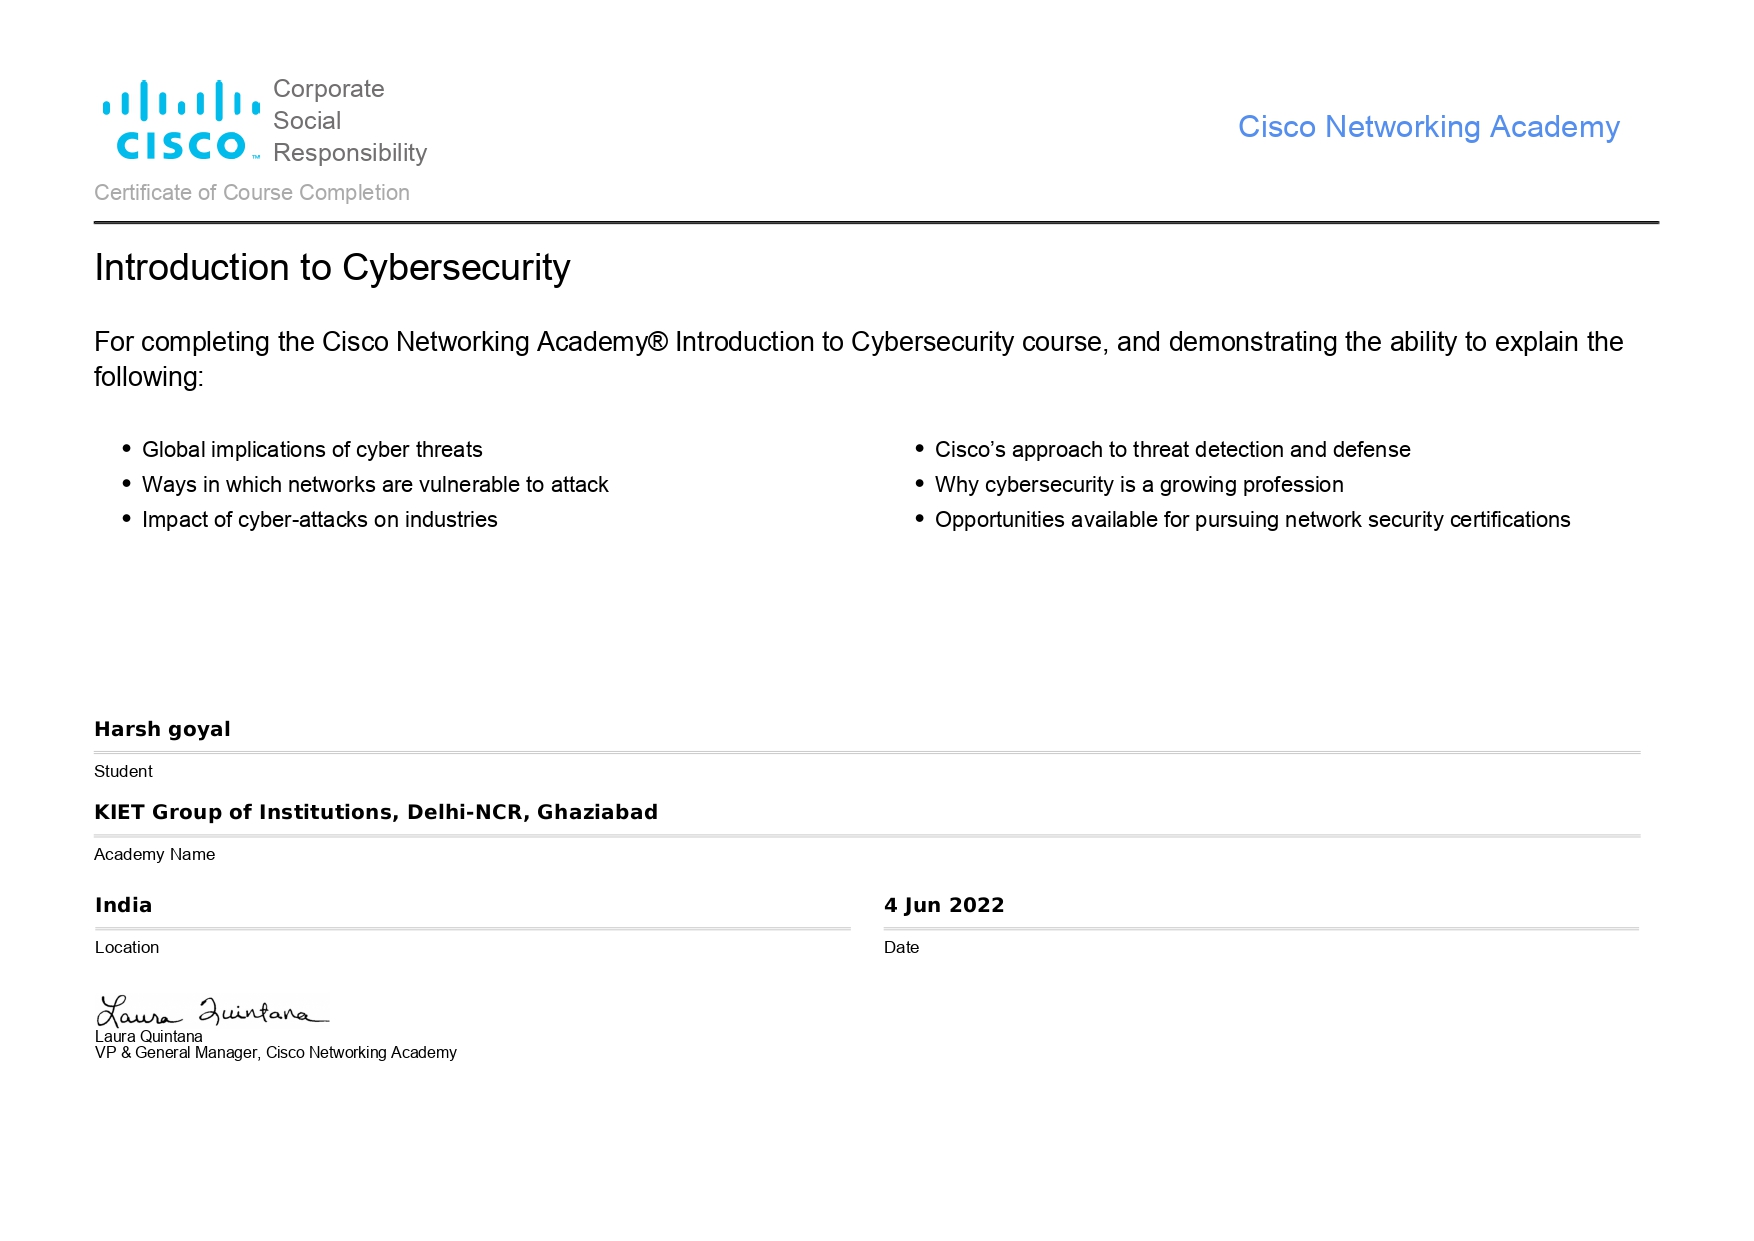 CISCO™
Corporate
Social
Responsibility
Cisco Networking Academy
Certificate of Course Completion
Introduction to Cybersecurity
For completing the Cisco Networking Academy® Introduction to Cybersecurity course, and demonstrating the ability to explain the
following:
• Global implications of cyber threats
• Ways in which networks are vulnerable to attack
• Impact of cyber-attacks on industries
• Cisco’s approach to threat detection and defense
• Why cybersecurity is a growing profession
• Opportunities available for pursuing network security certifications
Harsh goyal
Student
KIET Group of Institutions, Delhi-NCR, Ghaziabad
Academy Name
India
Location
4 Jun 2022
Date
Laura Quintana
Laura Quintana
VP & General Manager, Cisco Networking Academy